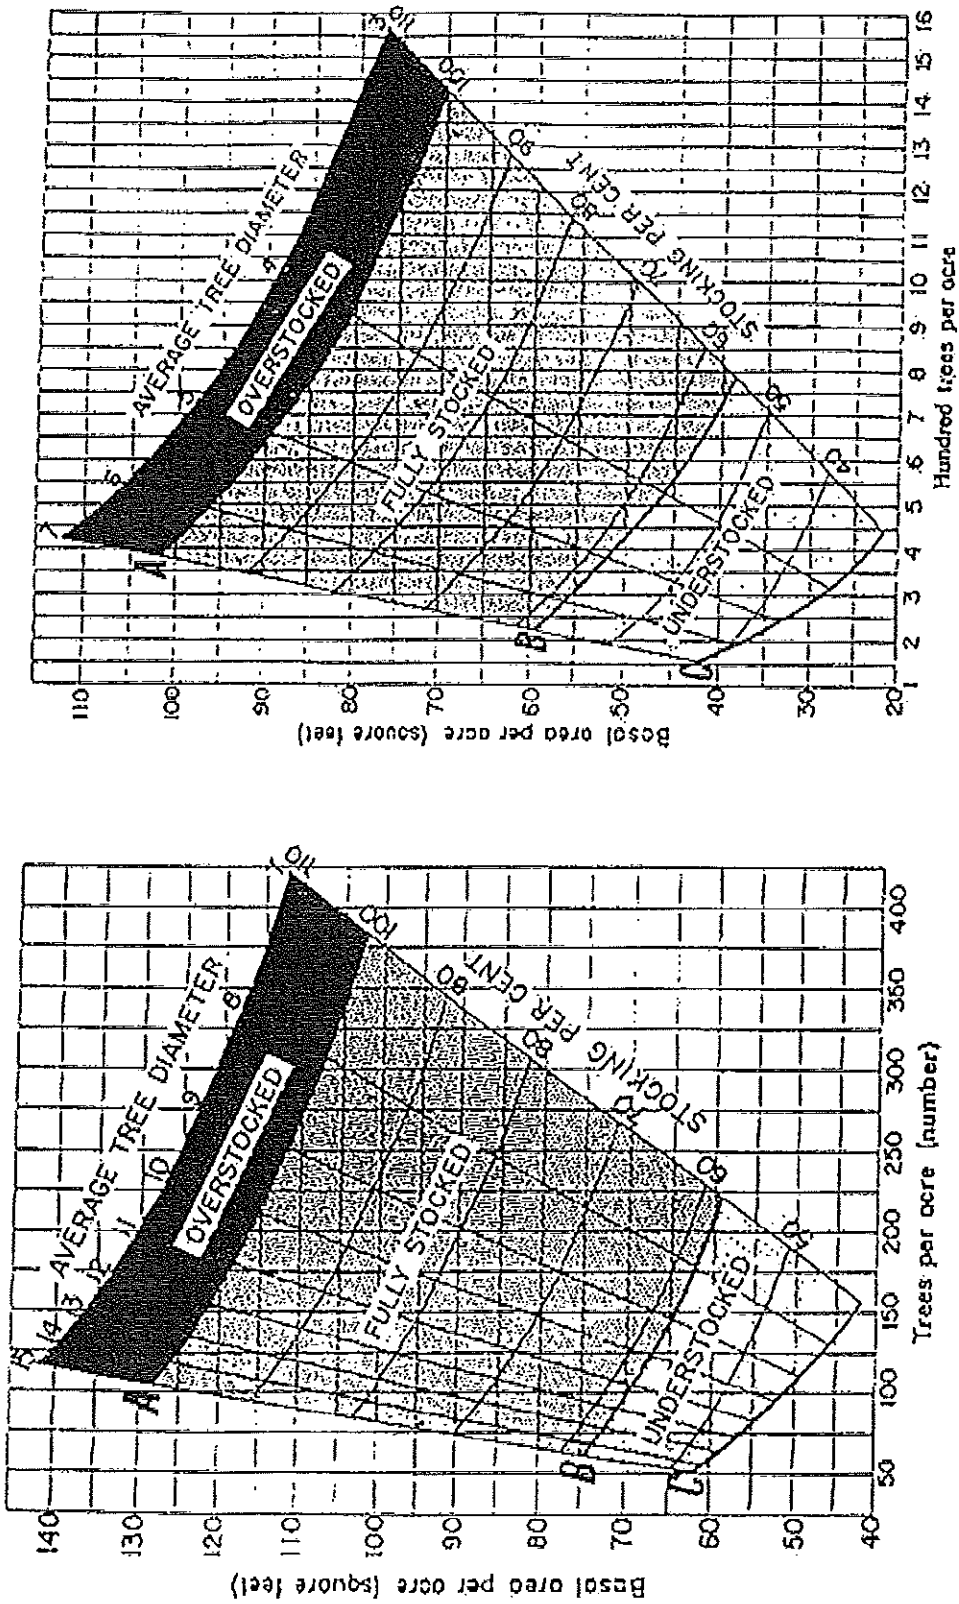 AVERAGE TREE DIAMETER
OVERSTOCKED
FULLY STOCKED
UNDERSTOCKED
STOCKING PER CENT
3
4
5
6
7
A
B
C
110
100
90
80
70
60
50
40
110
100
90
80
70
60
50
40
30
20
1 2 3 4 5 6 7 8 9 10 11 12 13 14 15 16
Basal area per acre (square feet)
Hundred trees per acre
AVERAGE TREE DIAMETER
OVERSTOCKED
FULLY STOCKED
UNDERSTOCKED
STOCKING PER CENT
15
14
13
12
11
10
9
8
A
B
C
110
100
80
80
70
60
140
130
120
110
100
90
80
70
60
50
40
50 100 150 200 250 300 350 400
Basal area per acre (square feet)
Trees per acre (number)